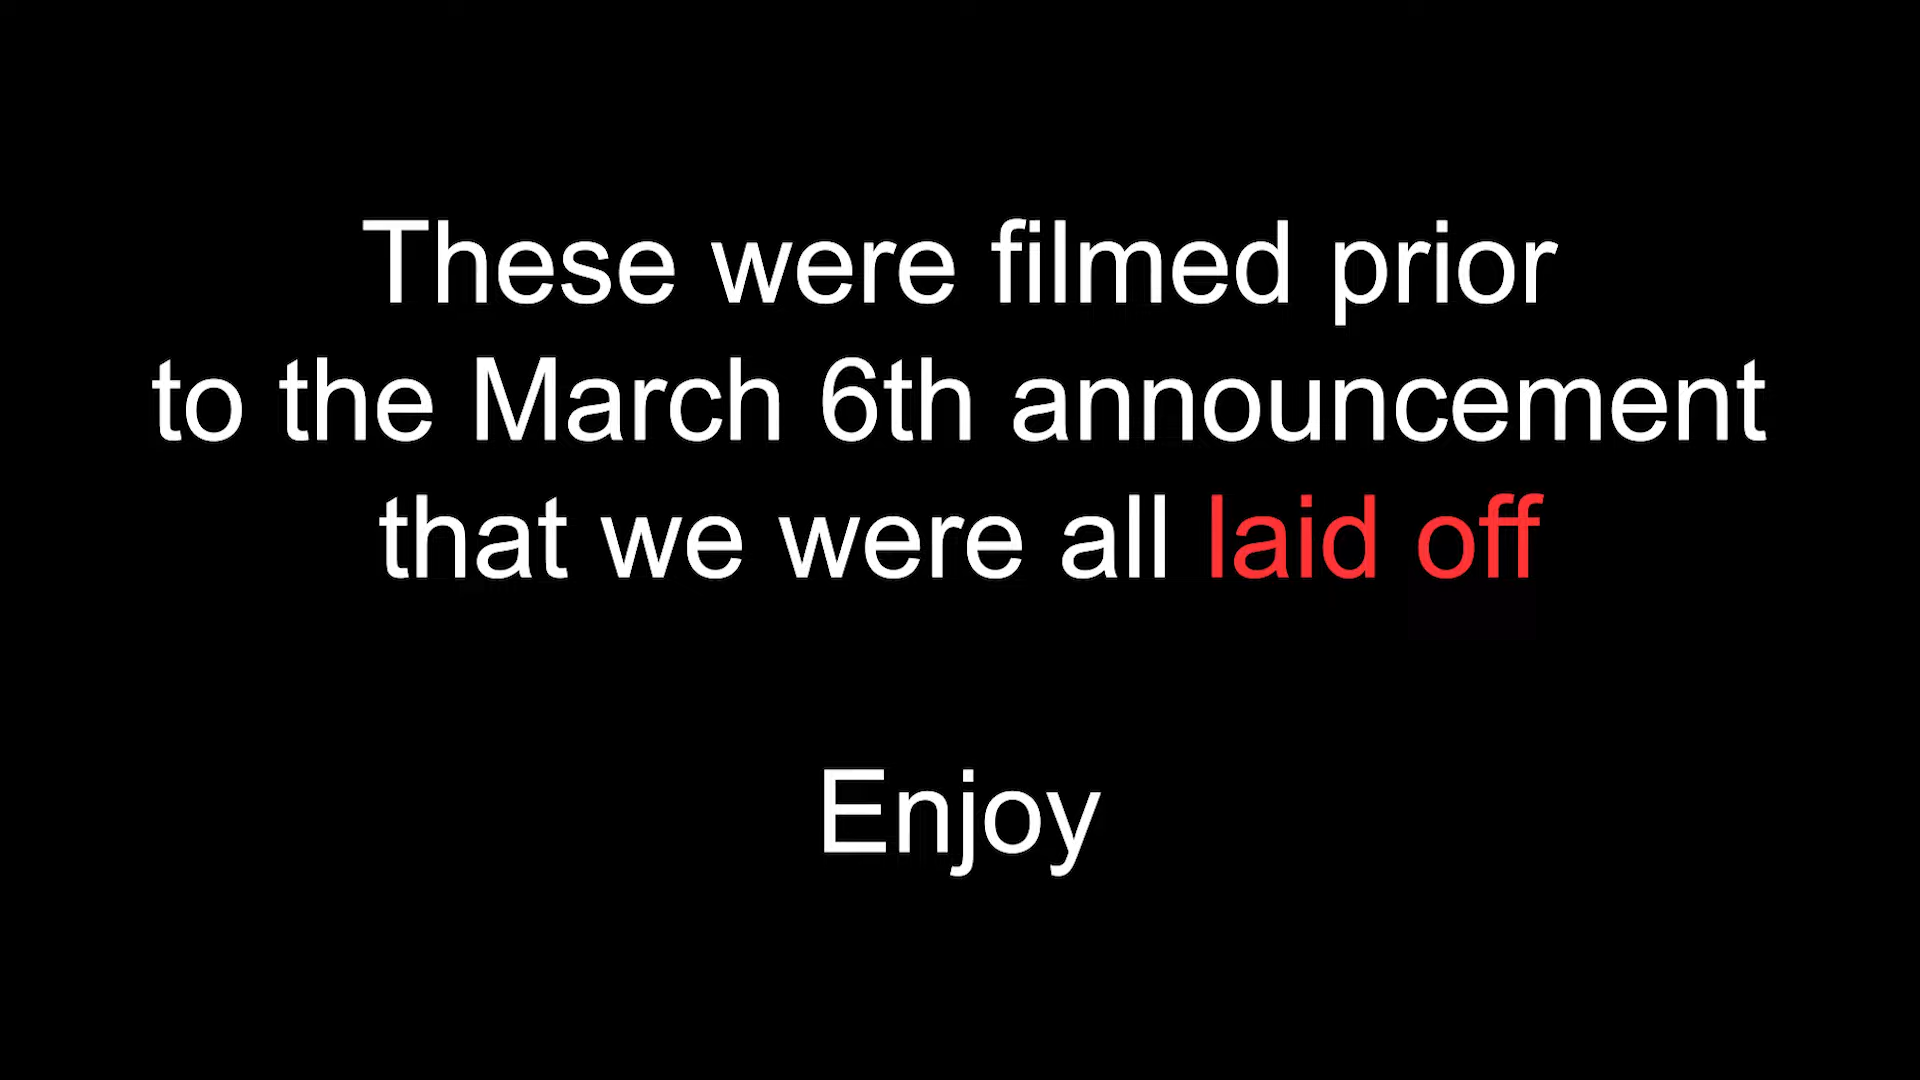 These were filmed prior
to the March 6th announcement
that we were all laid off
Enjoy